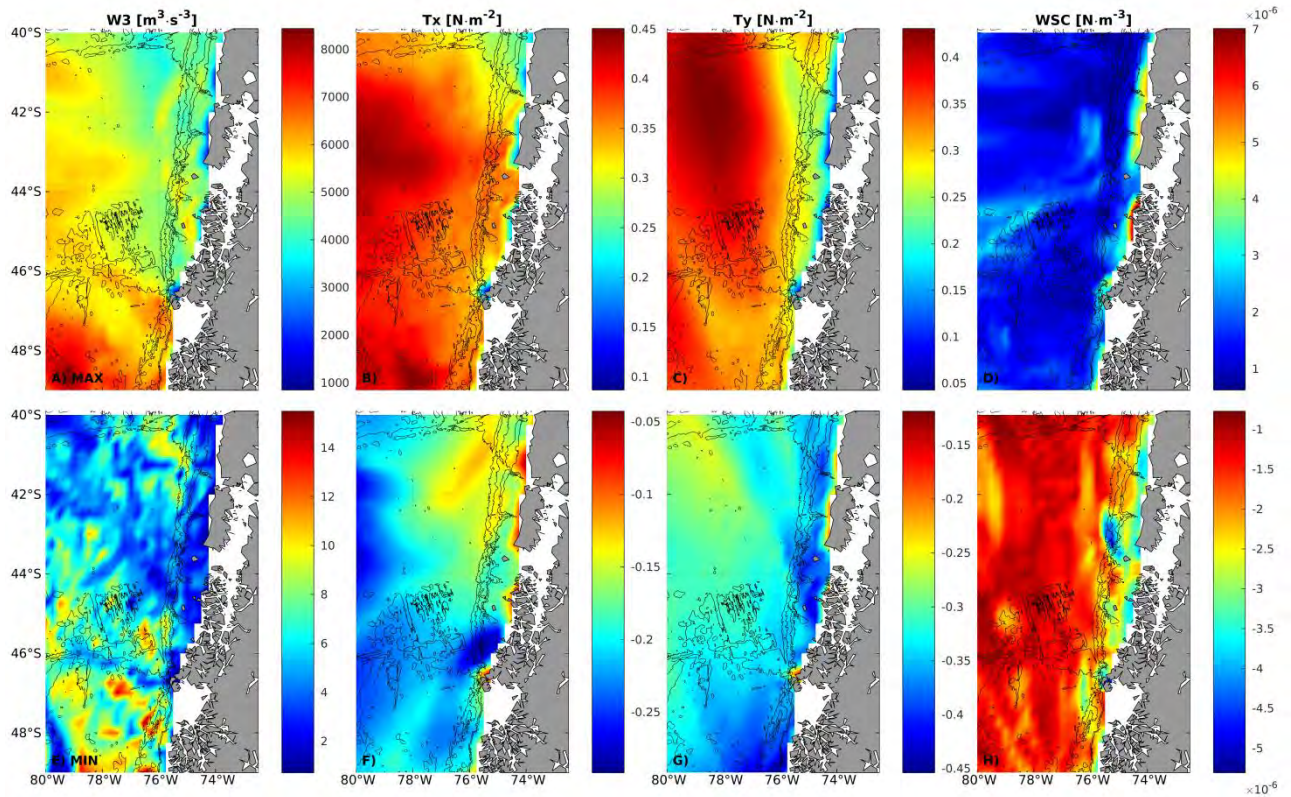 W3 [m³·s⁻³] Tx [N·m⁻²] Ty [N·m⁻²] WSC [N·m⁻³]
×10⁻⁶
40°S
42°S
44°S
46°S
48°S
A) MAX
8000
7000
6000
5000
4000
3000
2000
1000
B)
0.45
0.4
0.35
0.3
0.25
0.2
0.15
0.1
C)
0.4
0.35
0.3
0.25
0.2
0.15
0.1
0.05
D)
7
6
5
4
3
2
1
40°S
42°S
44°S
46°S
48°S
E) MIN
80°W 78°W 76°W 74°W
14
12
10
8
6
4
2
F)
80°W 78°W 76°W 74°W
-0.05
-0.1
-0.15
-0.2
-0.25
G)
80°W 78°W 76°W 74°W
-0.15
-0.2
-0.25
-0.3
-0.35
-0.4
-0.45
H)
80°W 78°W 76°W 74°W
-1
-1.5
-2
-2.5
-3
-3.5
-4
-4.5
-5
×10⁻⁶